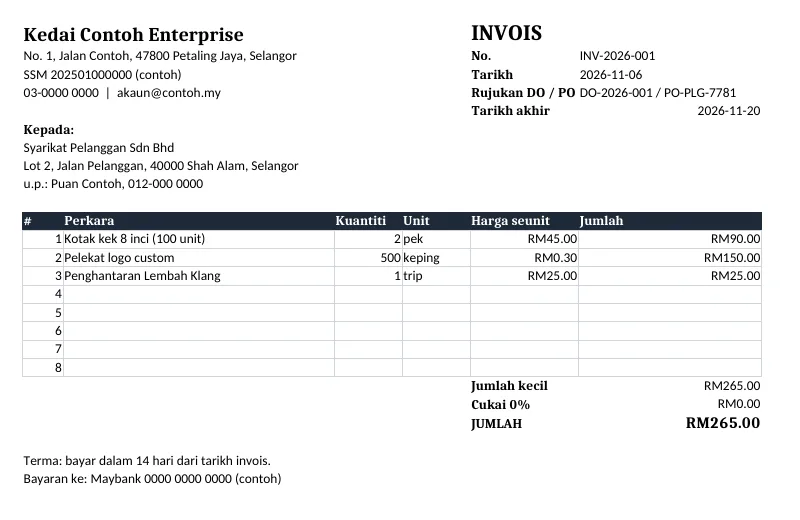 Kedai Contoh Enterprise
No. 1, Jalan Contoh, 47800 Petaling Jaya, Selangor
SSM 202501000000 (contoh)
03-0000 0000 | akaun@contoh.my
INVOIS
No. INV-2026-001
Tarikh 2026-11-06
Rujukan DO / PO DO-2026-001 / PO-PLG-7781
Tarikh akhir 2026-11-20
Kepada:
Syarikat Pelanggan Sdn Bhd
Lot 2, Jalan Pelanggan, 40000 Shah Alam, Selangor
u.p.: Puan Contoh, 012-000 0000
# Perkara Kuantiti Unit Harga seunit Jumlah
1 Kotak kek 8 inci (100 unit) 2 pek RM45.00 RM90.00
2 Pelekat logo custom 500 keping RM0.30 RM150.00
3 Penghantaran Lembah Klang 1 trip RM25.00 RM25.00
4
5
6
7
8
Jumlah kecil RM265.00
Cukai 0% RM0.00
JUMLAH RM265.00
Terma: bayar dalam 14 hari dari tarikh invois.
Bayaran ke: Maybank 0000 0000 0000 (contoh)